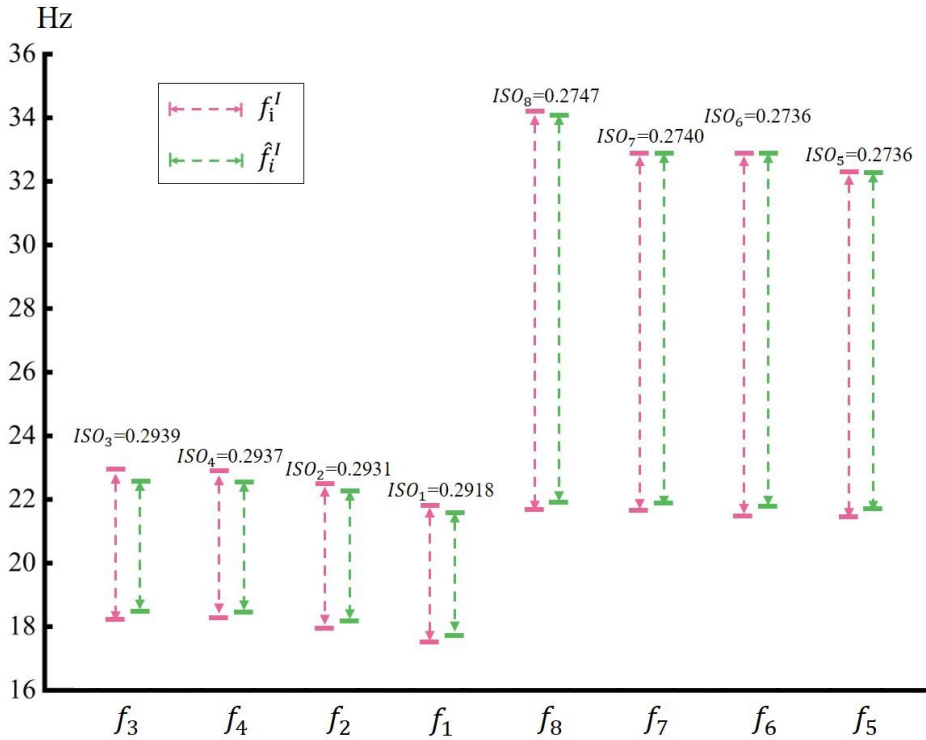 Hz
36
34
32
30
28
26
24
22
20
18
16
f_i^I
f̂_i^I
ISO₃=0.2939
ISO₄=0.2937
ISO₂=0.2931
ISO₁=0.2918
ISO₈=0.2747
ISO₇=0.2740
ISO₆=0.2736
ISO₅=0.2736
f₃ f₄ f₂ f₁ f₈ f₇ f₆ f₅